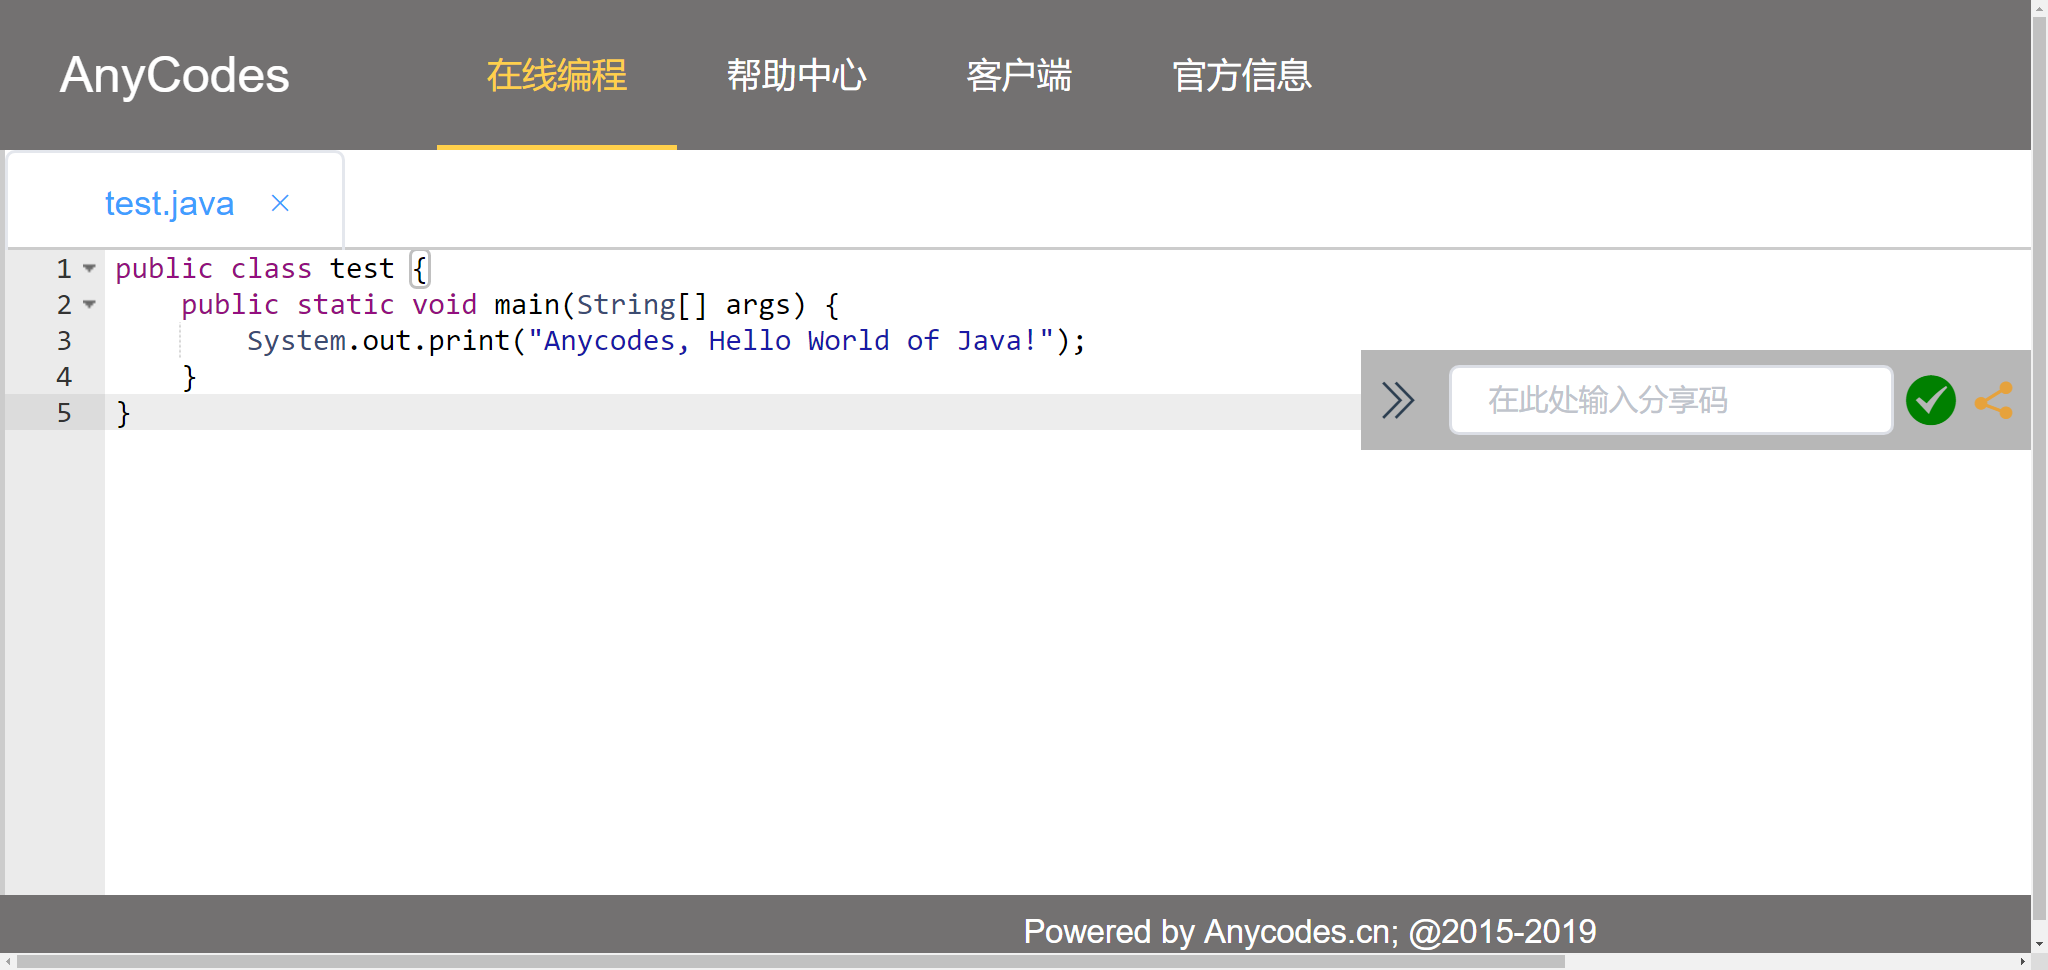 AnyCodes 在线编程 帮助中心 客户端 官方信息
test.java ×
1 public class test {
2 public static void main(String[] args) {
3 System.out.print("Anycodes, Hello World of Java!");
4 }
5 }
在此处输入分享码
Powered by Anycodes.cn; @2015-2019